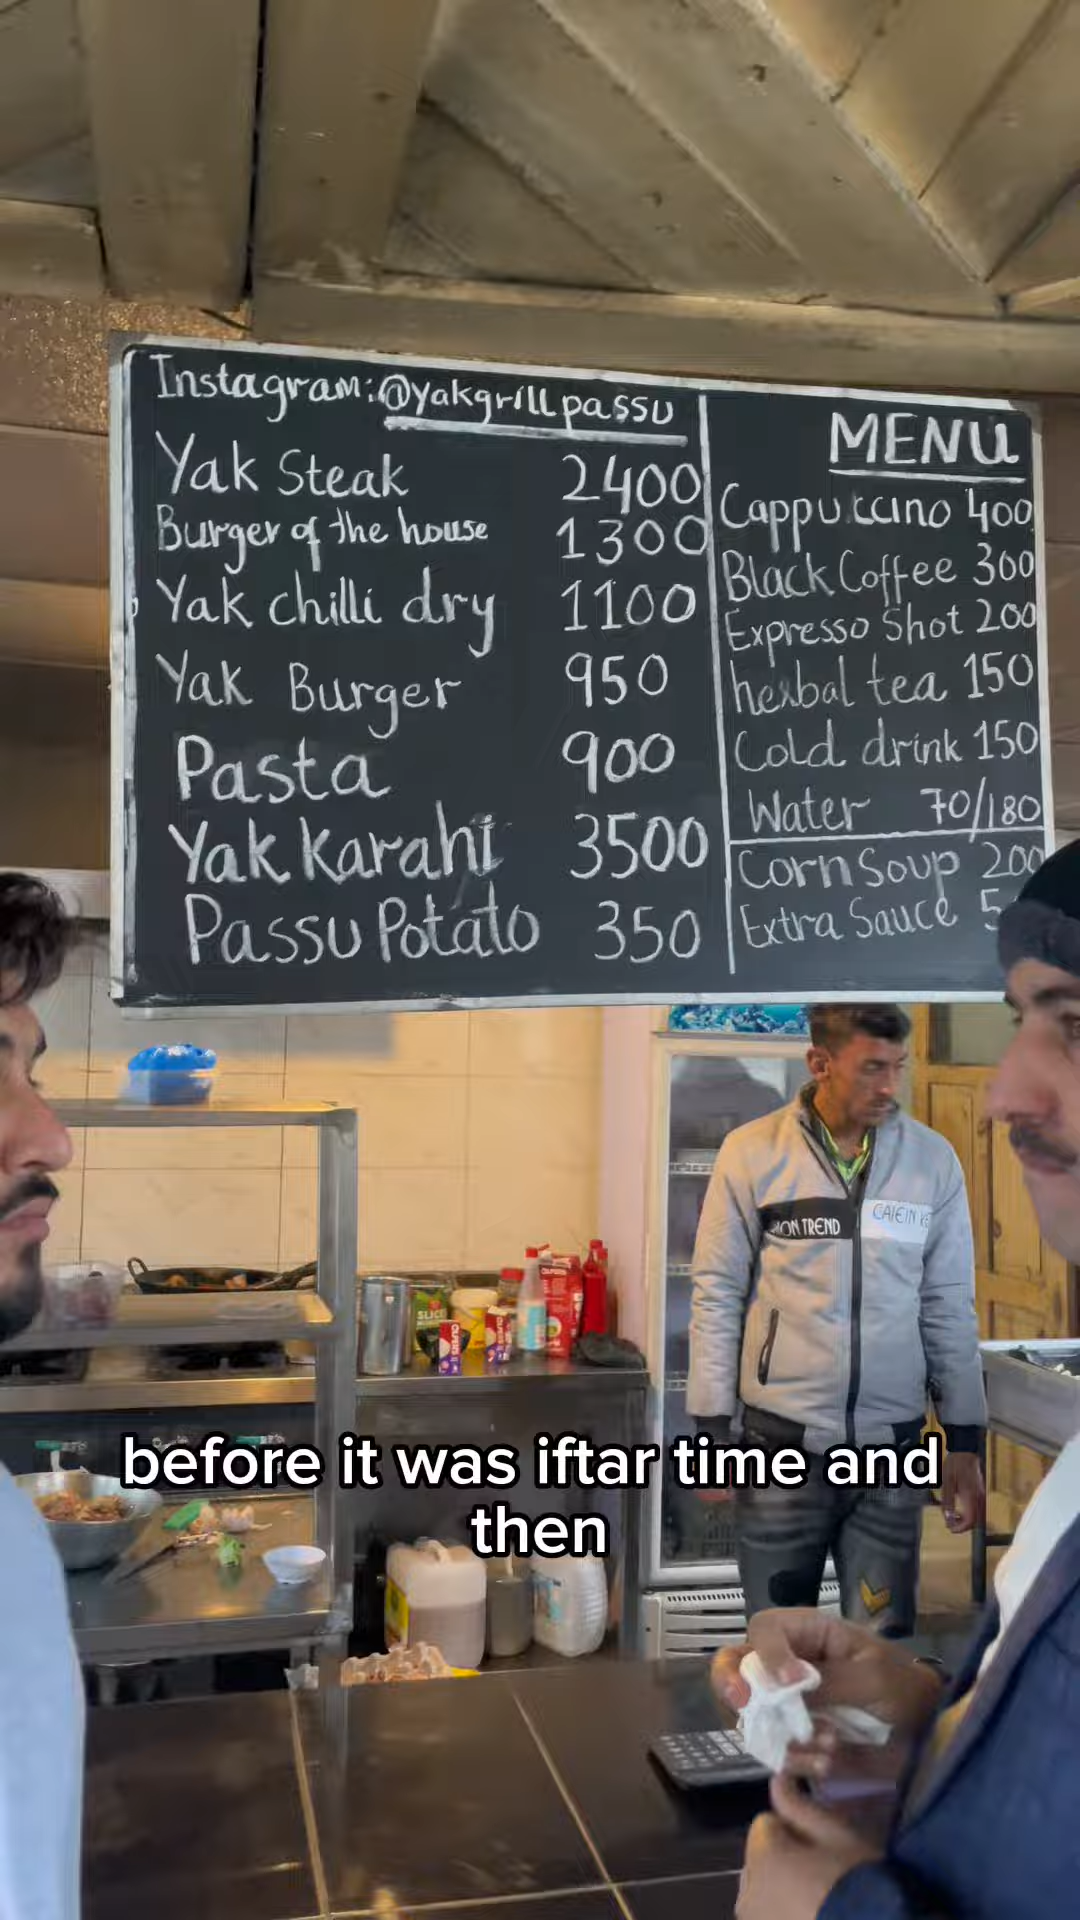 Instagram:@yakgrillpassu
Yak Steak 2400
Burger of the house 1300
Yak chilli dry 1100
Yak Burger 950
Pasta 900
Yak Karahi 3500
Passu Potato 350
MENU
Cappuccino 400
Black Coffee 300
Expresso Shot 200
herbal tea 150
Cold drink 150
Water 70/180
Corn Soup 200
Extra Sauce
ION TREND
SLICE
before it was iftar time and
then